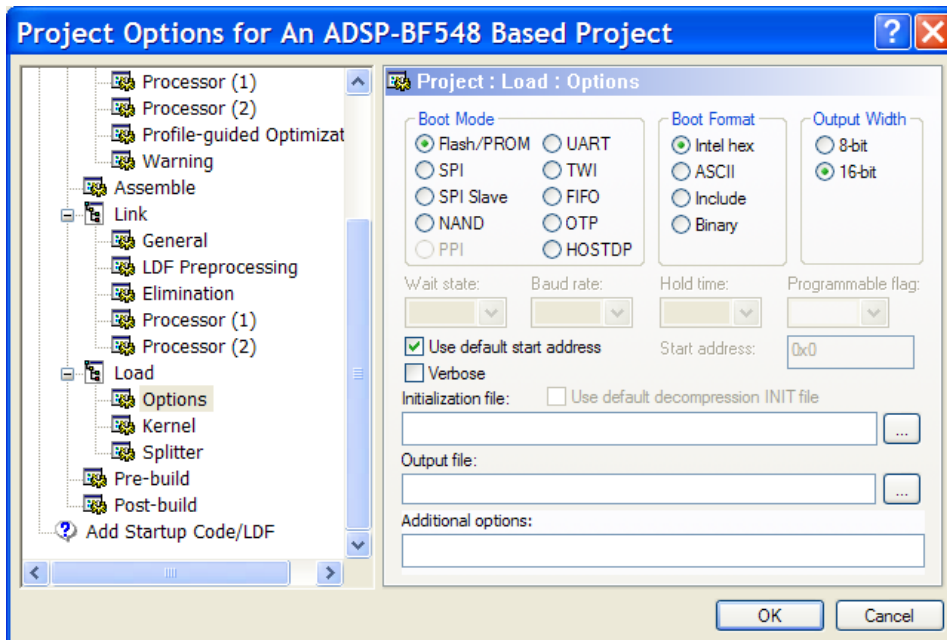 Project Options for An ADSP-BF548 Based Project
Processor (1)
Processor (2)
Profile-guided Optimizat
Warning
Assemble
Link
General
LDF Preprocessing
Elimination
Processor (1)
Processor (2)
Load
Options
Kernel
Splitter
Pre-build
Post-build
Add Startup Code/LDF
Project : Load : Options
Boot Mode
Flash/PROM
UART
SPI
TWI
SPI Slave
FIFO
NAND
OTP
PPI
HOSTDP
Boot Format
Intel hex
ASCII
Include
Binary
Output Width
8-bit
16-bit
Wait state:
Baud rate:
Hold time:
Programmable flag:
Use default start address
Start address:
0x0
Verbose
Initialization file:
Use default decompression INIT file
...
Output file:
...
Additional options:
OK
Cancel